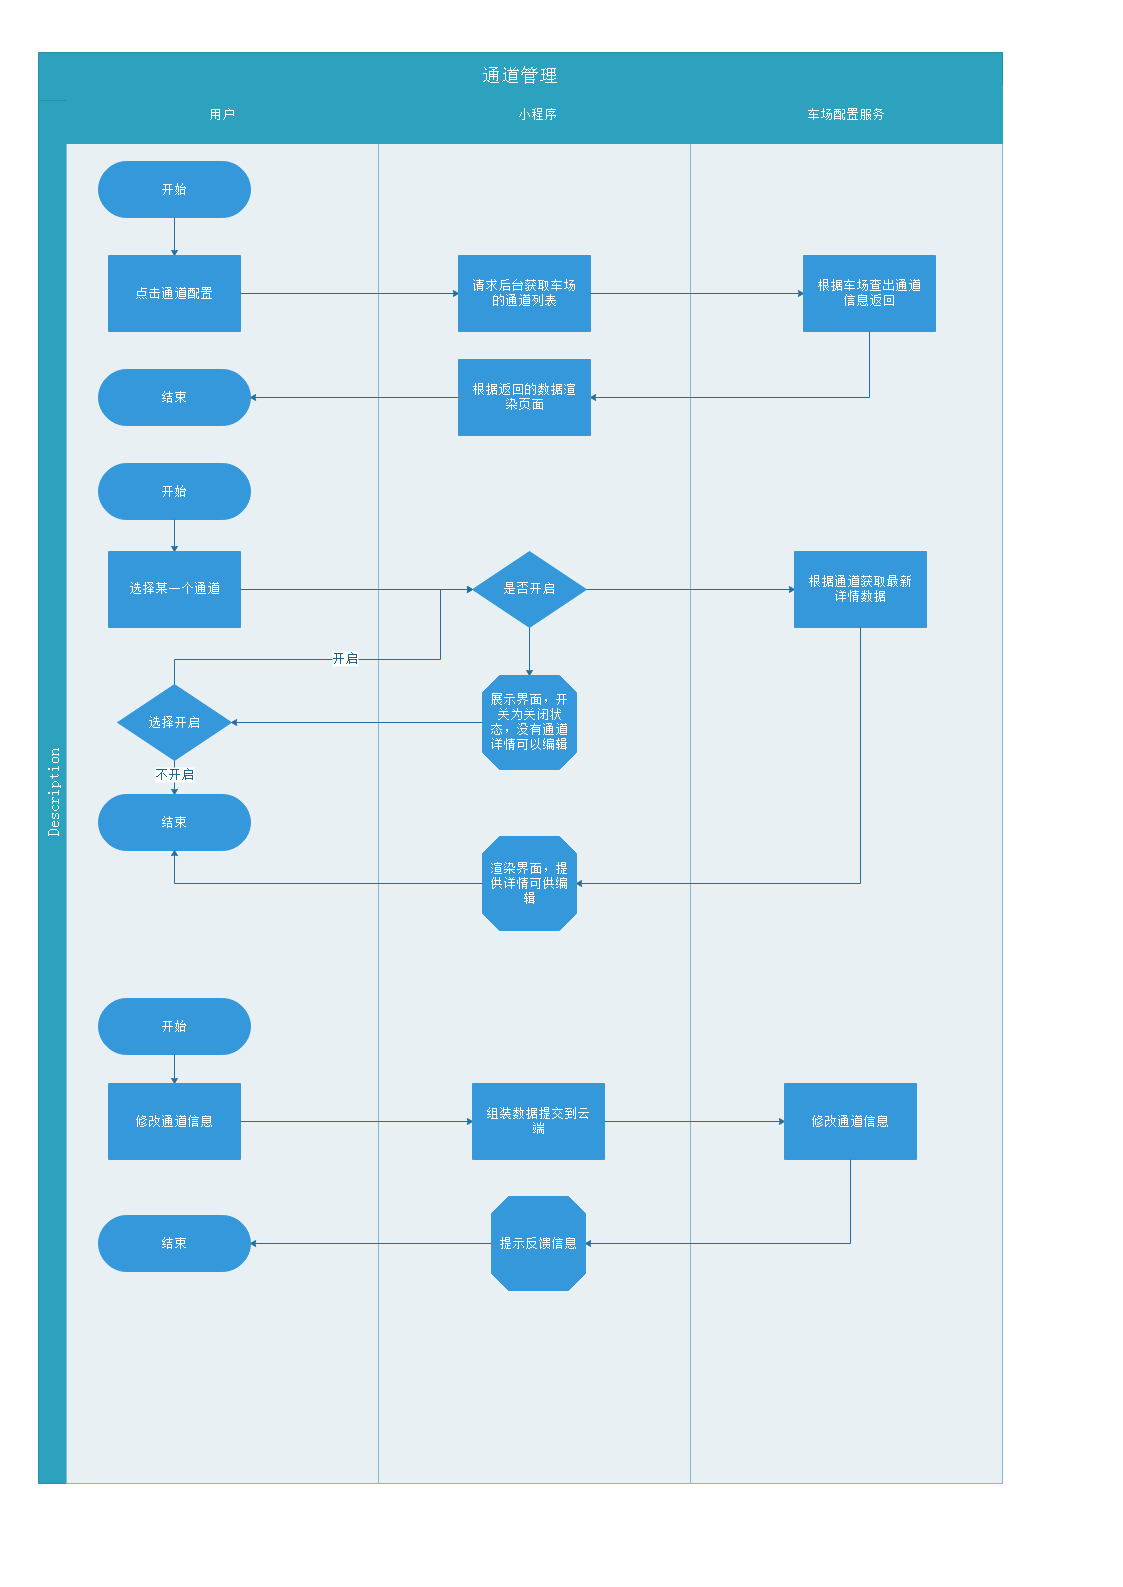 通道管理
用户
小程序
车场配置服务
Description
开始
点击通道配置
请求后台获取车场
的通道列表
根据车场查出通道
信息返回
结束
根据返回的数据渲
染页面
开始
选择某一个通道
是否开启
根据通道获取最新
详情数据
开启
选择开启
展示界面，开
关为关闭状
态，没有通道
详情可以编辑
不开启
结束
渲染界面，提
供详情可供编
辑
开始
修改通道信息
组装数据提交到云
端
修改通道信息
结束
提示反馈信息